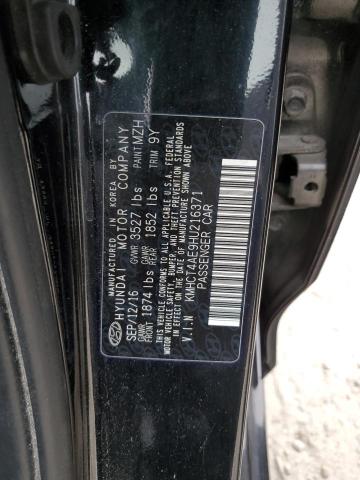 MANUFACTURED IN KOREA BY
HYUNDAI MOTOR COMPANY
SEP/12/16 GVWR 3527 lbs PAINT MZH
GAWR FRONT 1874 lbs GAWR REAR 1852 lbs TRIM 9Y
THIS VEHICLE CONFORMS TO ALL APPLICABLE U.S.A. FEDERAL
MOTOR VEHICLE SAFETY, BUMPER, AND THEFT PREVENTION
STANDARDS IN EFFECT ON THE DATE OF MANUFACTURE SHOWN ABOVE.
V.I.N KMHCT4AE9HU219371
PASSENGER CAR